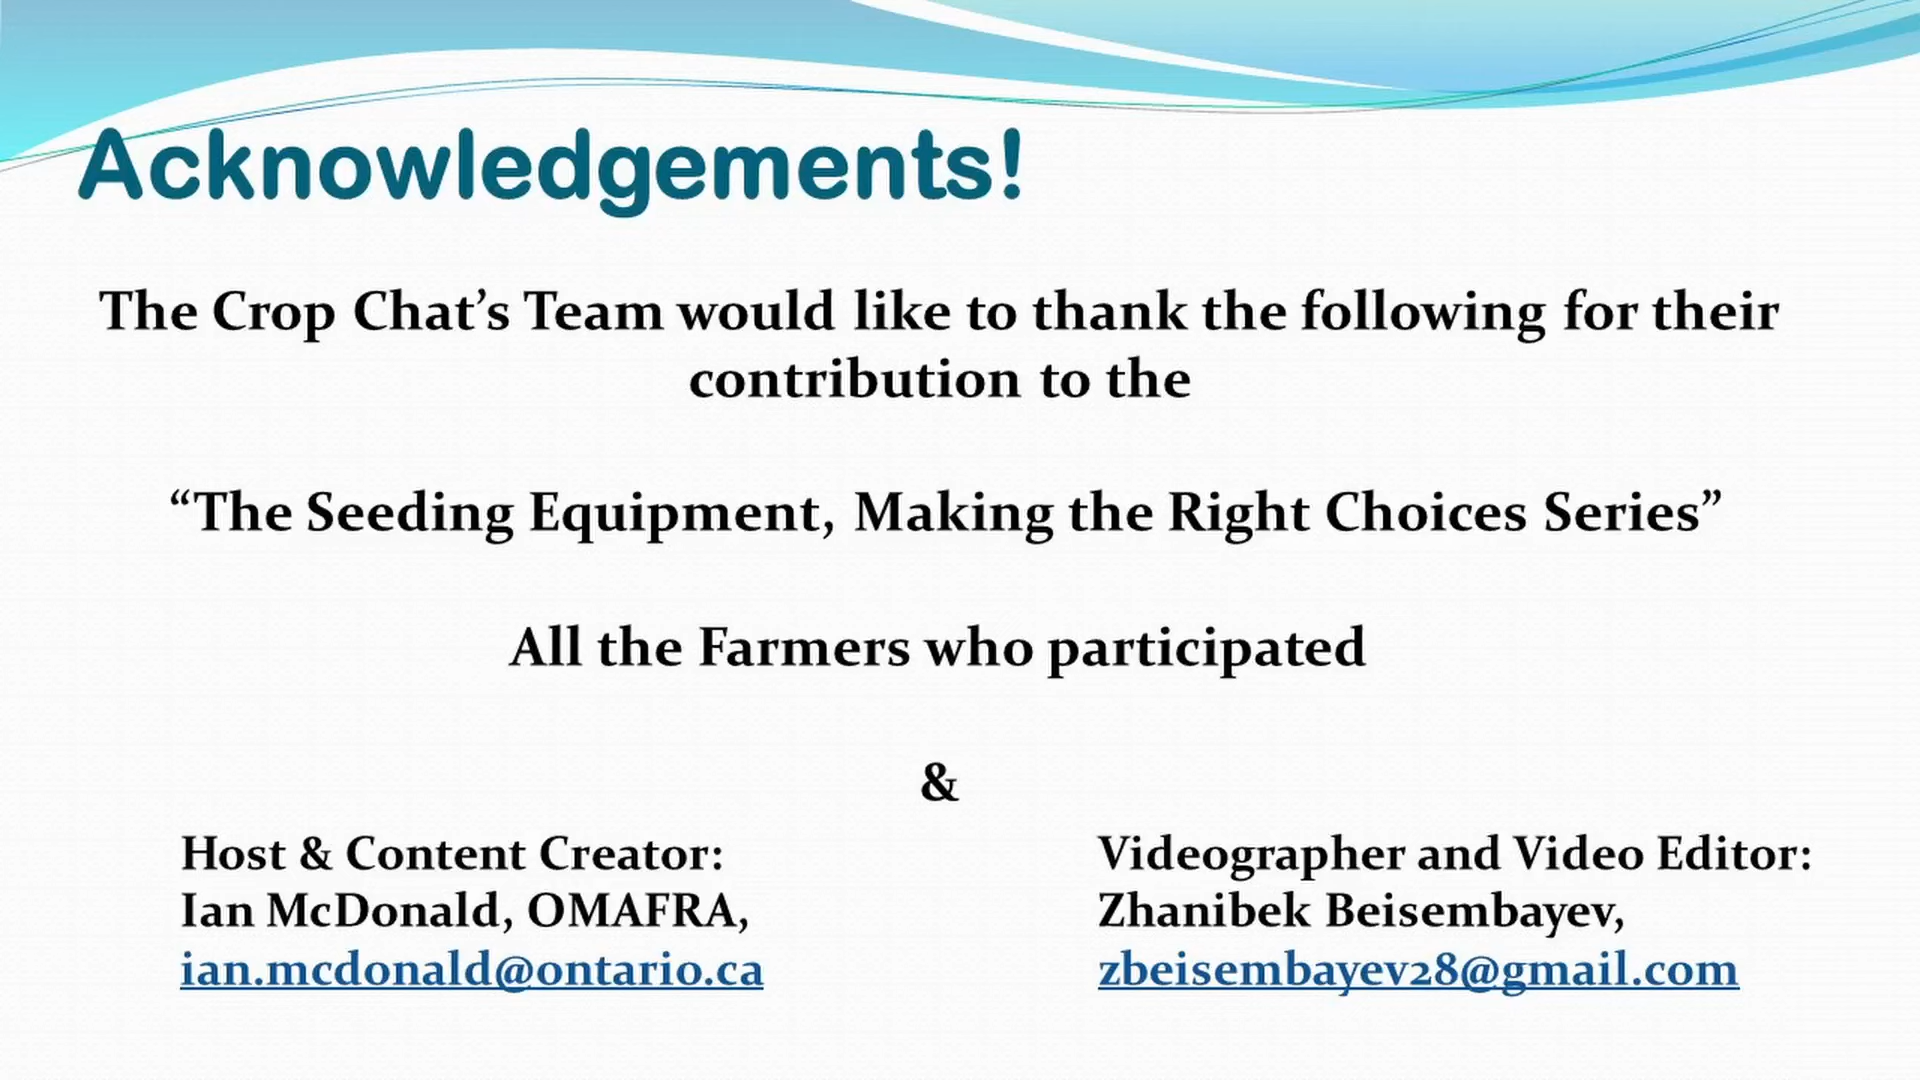 Acknowledgements!
The Crop Chat’s Team would like to thank the following for their
contribution to the
“The Seeding Equipment, Making the Right Choices Series”
All the Farmers who participated
&
Host & Content Creator:
Ian McDonald, OMAFRA,
ian.mcdonald@ontario.ca
Videographer and Video Editor:
Zhanibek Beisembayev,
zbeisembayev28@gmail.com